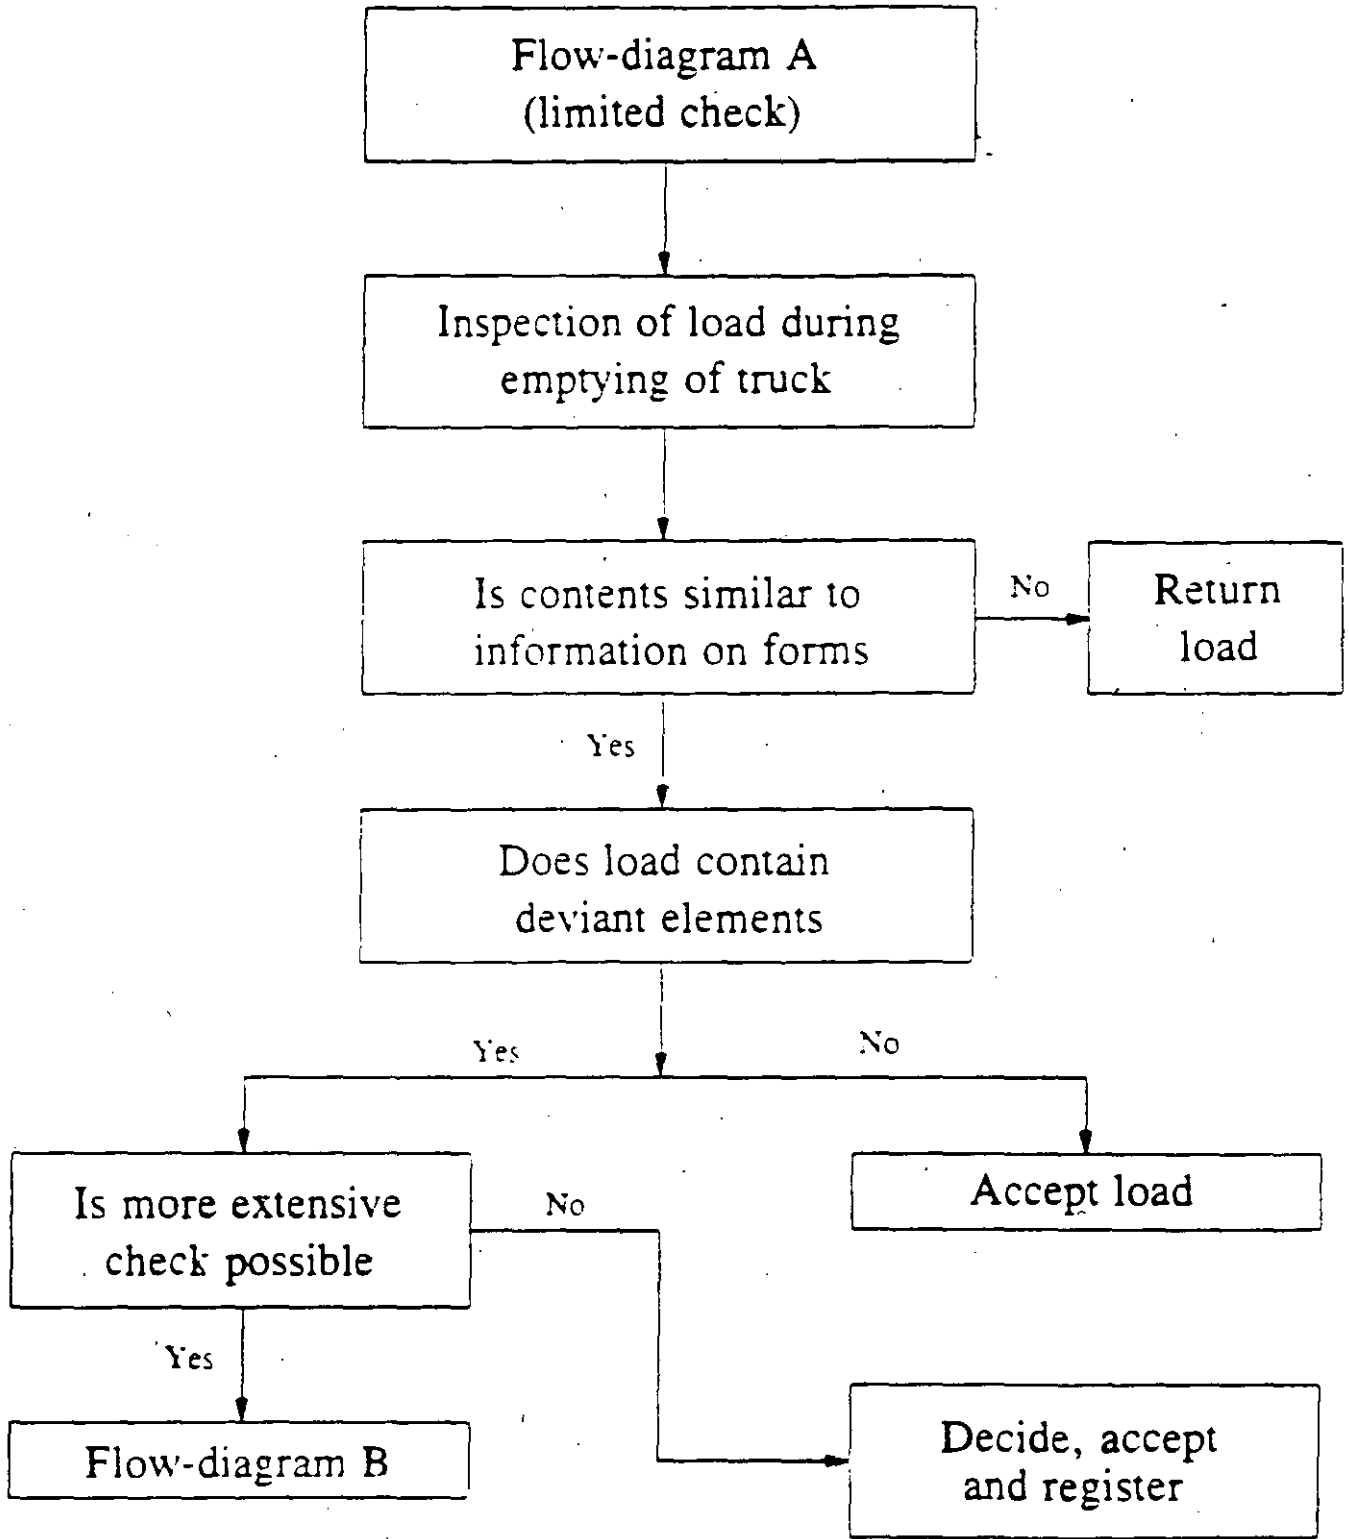 Flow-diagram A
(limited check)
Inspection of load during
emptying of truck
Is contents similar to
information on forms
No
Return
load
Yes
Does load contain
deviant elements
Yes
No
Is more extensive
check possible
No
Accept load
Yes
Flow-diagram B
Decide, accept
and register